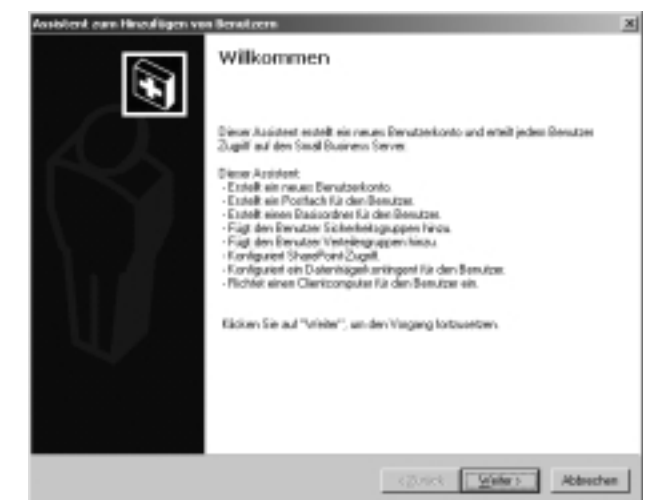 Assistent zum Hinzufügen von Benutzern
Willkommen
Dieser Assistent erstellt ein neues Benutzerkonto und erteilt jedem Benutzer
Zugriff auf den Small Business Server.
Dieser Assistent:
- Erstellt ein neues Benutzerkonto.
- Erstellt ein Postfach für den Benutzer.
- Erstellt einen Basisordner für den Benutzer.
- Fügt den Benutzer Sicherheitsgruppen hinzu.
- Fügt den Benutzer Verteilergruppen hinzu.
- Konfiguriert SharePoint-Zugriff.
- Konfiguriert ein Datenträgerkontingent für den Benutzer.
- Richtet einen Clientcomputer für den Benutzer ein.
Klicken Sie auf "Weiter", um den Vorgang fortzusetzen.
< Zurück Weiter > Abbrechen